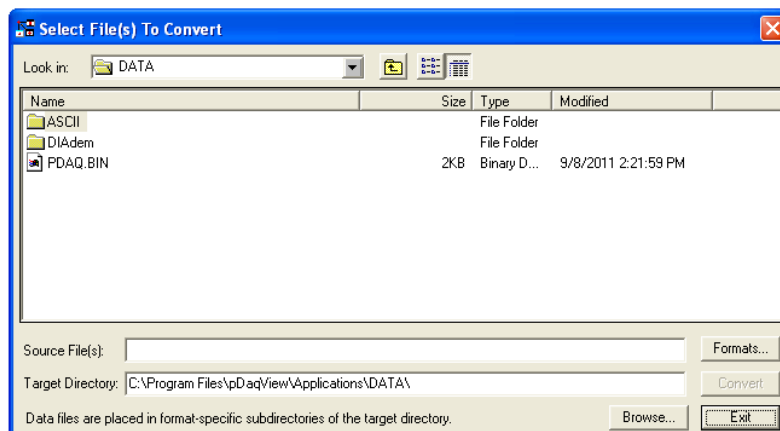 Select File(s) To Convert
Look in: DATA
Name Size Type Modified
ASCII File Folder
DIAdem File Folder
PDAQ.BIN 2KB Binary D... 9/8/2011 2:21:59 PM
Source File(s): Formats...
Target Directory: C:\Program Files\pDaqView\Applications\DATA\ Convert
Data files are placed in format-specific subdirectories of the target directory. Browse... Exit